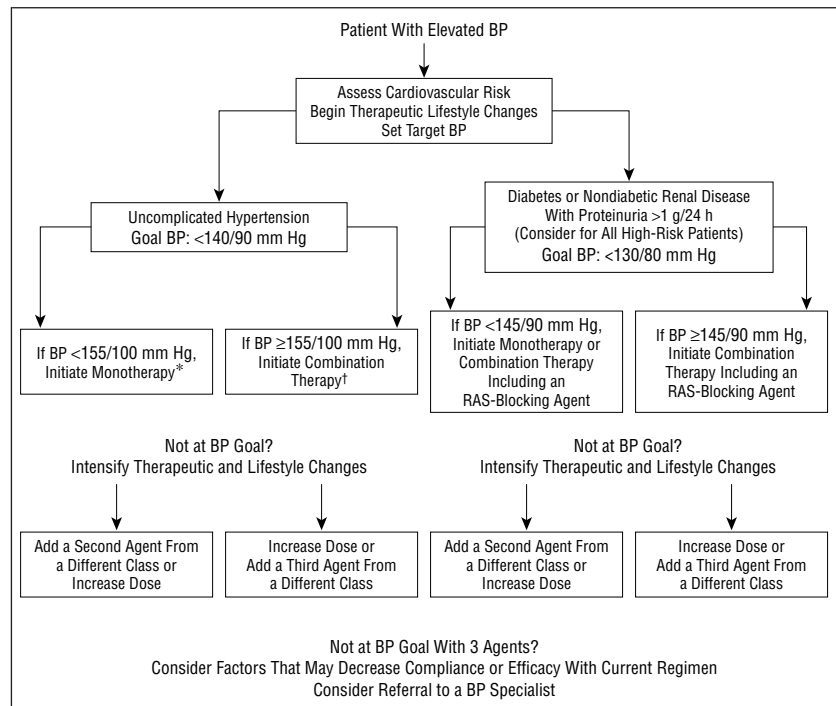 Patient With Elevated BP
Assess Cardiovascular Risk
Begin Therapeutic Lifestyle Changes
Set Target BP
Uncomplicated Hypertension
Goal BP: <140/90 mm Hg
Diabetes or Nondiabetic Renal Disease
With Proteinuria >1 g/24 h
(Consider for All High-Risk Patients)
Goal BP: <130/80 mm Hg
If BP <155/100 mm Hg,
Initiate Monotherapy*
If BP ≥155/100 mm Hg,
Initiate Combination
Therapy†
If BP <145/90 mm Hg,
Initiate Monotherapy or
Combination Therapy
Including an
RAS-Blocking Agent
If BP ≥145/90 mm Hg,
Initiate Combination
Therapy Including an
RAS-Blocking Agent
Not at BP Goal?
Intensify Therapeutic and Lifestyle Changes
Not at BP Goal?
Intensify Therapeutic and Lifestyle Changes
Add a Second Agent From
a Different Class or
Increase Dose
Increase Dose or
Add a Third Agent From
a Different Class
Add a Second Agent From
a Different Class or
Increase Dose
Increase Dose or
Add a Third Agent From
a Different Class
Not at BP Goal With 3 Agents?
Consider Factors That May Decrease Compliance or Efficacy With Current Regimen
Consider Referral to a BP Specialist